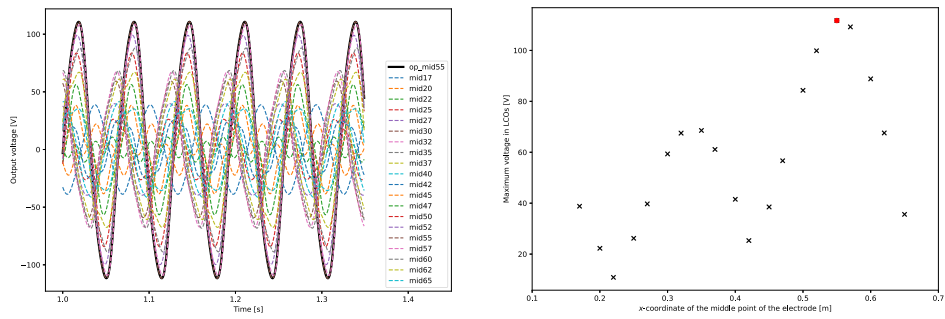 100
50
0
−50
−100
Output voltage [V]
1.0
1.1
1.2
1.3
1.4
Time [s]
op_mid55
mid17
mid20
mid22
mid25
mid27
mid30
mid32
mid35
mid37
mid40
mid42
mid45
mid47
mid50
mid52
mid55
mid57
mid60
mid62
mid65
100
80
60
40
20
Maximum voltage in LCOs [V]
0.1
0.2
0.3
0.4
0.5
0.6
0.7
x-coordinate of the middle point of the electrode [m]